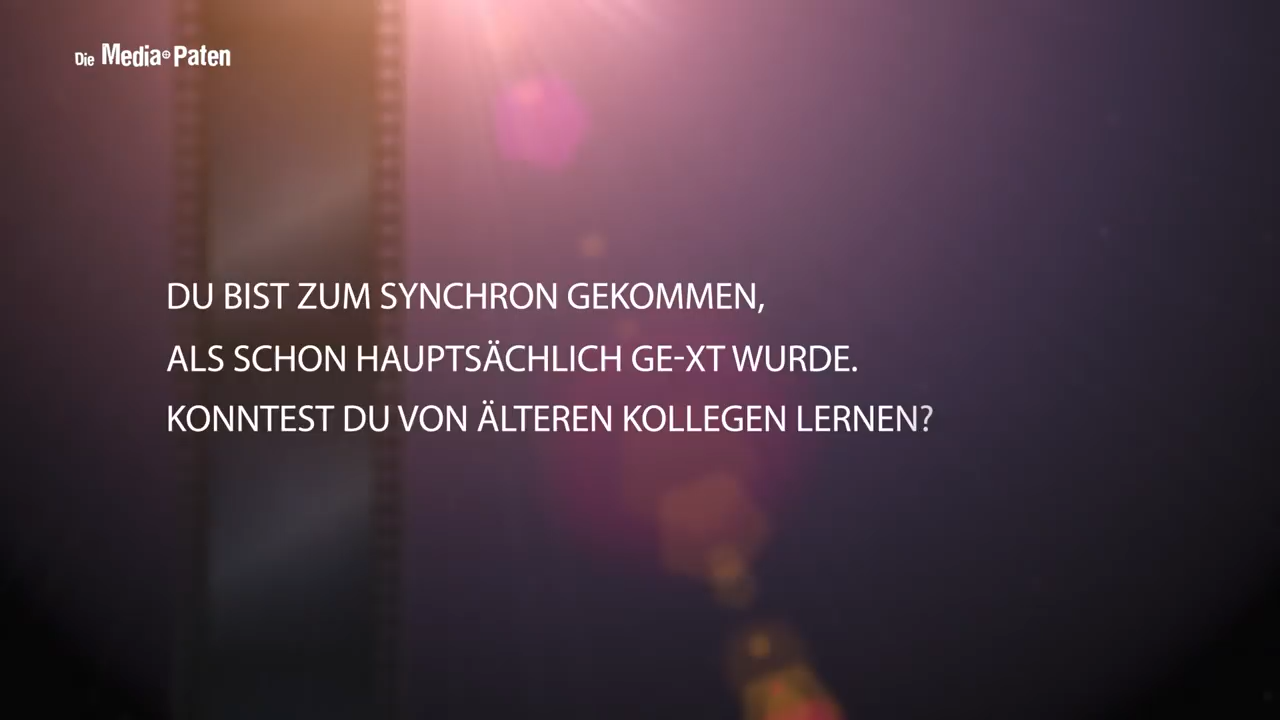 Die Media+Paten
DU BIST ZUM SYNCHRON GEKOMMEN,
ALS SCHON HAUPTSÄCHLICH GE-XT WURDE.
KONNTEST DU VON ÄLTEREN KOLLEGEN LERNEN?